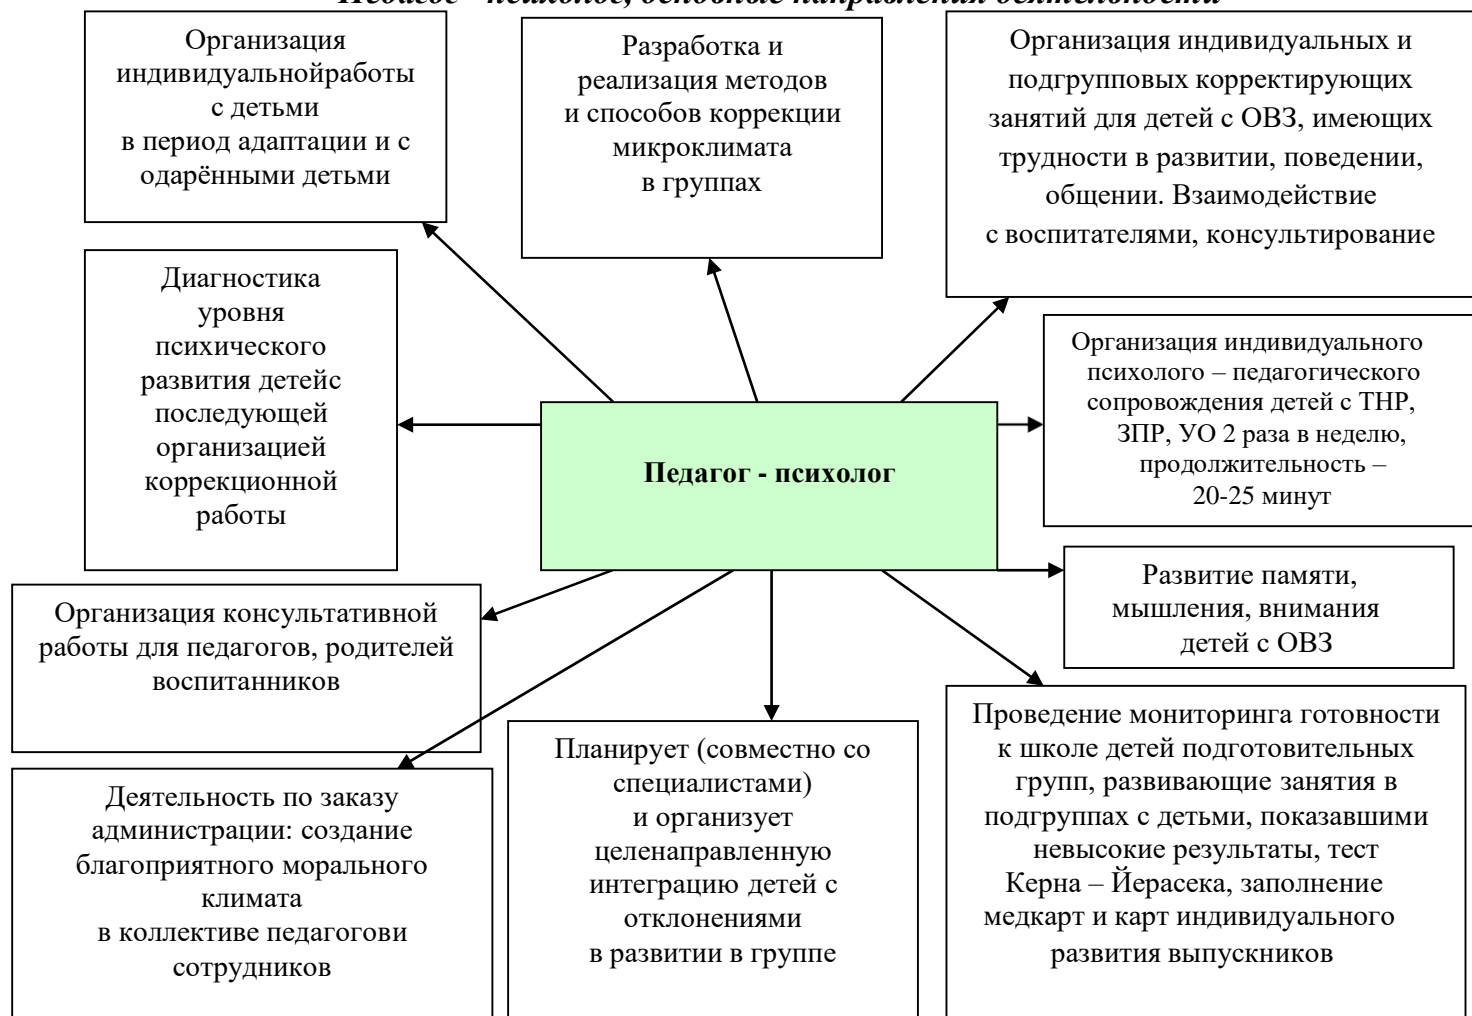 Педагог - психолог, основные направления деятельности
Организация
индивидуальнойработы
с детьми
в период адаптации и с
одарёнными детьми
Разработка и
реализация методов
и способов коррекции
микроклимата
в группах
Организация индивидуальных и
подгрупповых корректирующих
занятий для детей с ОВЗ, имеющих
трудности в развитии, поведении,
общении. Взаимодействие
с воспитателями, консультирование
Диагностика
уровня
психического
развития детейс
последующей
организацией
коррекционной
работы
Организация индивидуального
психолого – педагогического
сопровождения детей с ТНР,
ЗПР, УО 2 раза в неделю,
продолжительность –
20-25 минут
Педагог - психолог
Развитие памяти,
мышления, внимания
детей с ОВЗ
Организация консультативной
работы для педагогов, родителей
воспитанников
Деятельность по заказу
администрации: создание
благоприятного морального
климата
в коллективе педагогови
сотрудников
Планирует (совместно со
специалистами)
и организует
целенаправленную
интеграцию детей с
отклонениями
в развитии в группе
Проведение мониторинга готовности
к школе детей подготовительных
групп, развивающие занятия в
подгруппах с детьми, показавшими
невысокие результаты, тест
Керна – Йерасека, заполнение
медкарт и карт индивидуального
развития выпускников